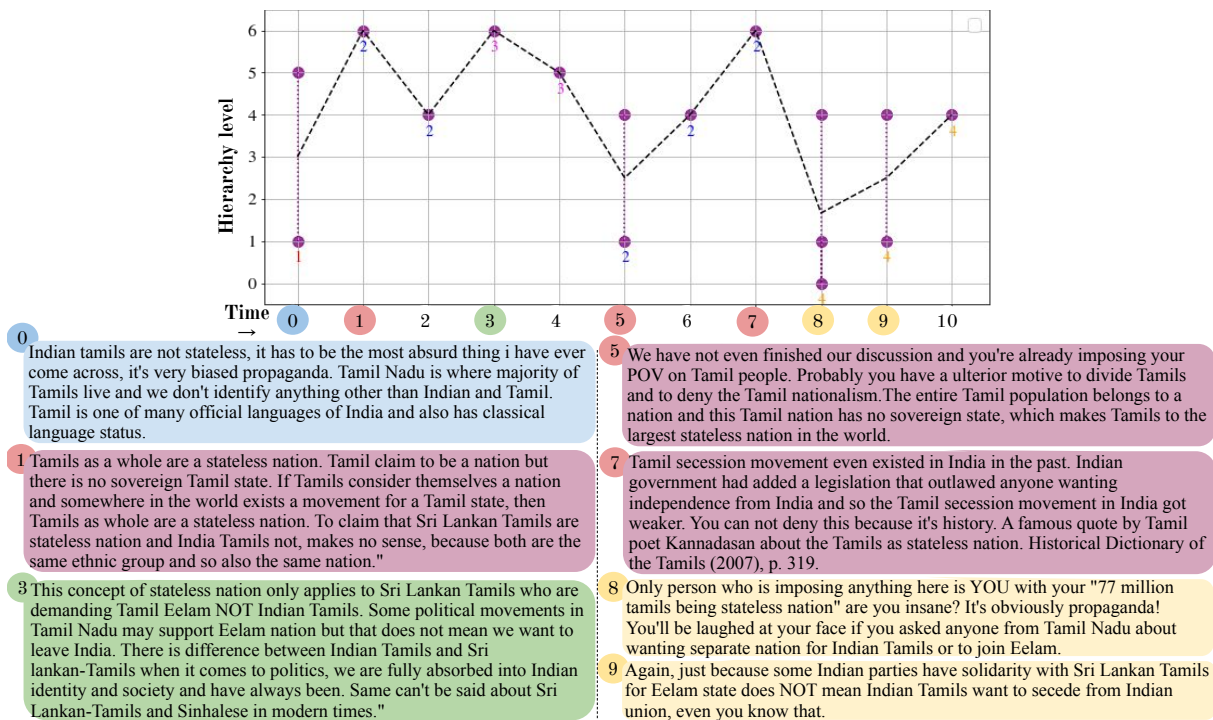 6
5
4
3
2
1
0
Hierarchy level
1
2
2
3
3
2
2
2
4
4
4
Time
→
0 1 2 3 4 5 6 7 8 9 10
0
Indian tamils are not stateless, it has to be the most absurd thing i have ever
come across, it's very biased propaganda. Tamil Nadu is where majority of
Tamils live and we don't identify anything other than Indian and Tamil.
Tamil is one of many official languages of India and also has classical
language status.
1 Tamils as a whole are a stateless nation. Tamil claim to be a nation but
there is no sovereign Tamil state. If Tamils consider themselves a nation
and somewhere in the world exists a movement for a Tamil state, then
Tamils as whole are a stateless nation. To claim that Sri Lankan Tamils are
stateless nation and India Tamils not, makes no sense, because both are the
same ethnic group and so also the same nation."
3 This concept of stateless nation only applies to Sri Lankan Tamils who are
demanding Tamil Eelam NOT Indian Tamils. Some political movements in
Tamil Nadu may support Eelam nation but that does not mean we want to
leave India. There is difference between Indian Tamils and Sri
lankan-Tamils when it comes to politics, we are fully absorbed into Indian
identity and society and have always been. Same can't be said about Sri
Lankan-Tamils and Sinhalese in modern times."
5 We have not even finished our discussion and you're already imposing your
POV on Tamil people. Probably you have a ulterior motive to divide Tamils
and to deny the Tamil nationalism.The entire Tamil population belongs to a
nation and this Tamil nation has no sovereign state, which makes Tamils to the
largest stateless nation in the world.
7 Tamil secession movement even existed in India in the past. Indian
government had added a legislation that outlawed anyone wanting
independence from India and so the Tamil secession movement in India got
weaker. You can not deny this because it's history. A famous quote by Tamil
poet Kannadasan about the Tamils as stateless nation. Historical Dictionary of
the Tamils (2007), p. 319.
8 Only person who is imposing anything here is YOU with your "77 million
tamils being stateless nation" are you insane? It's obviously propaganda!
You'll be laughed at your face if you asked anyone from Tamil Nadu about
wanting separate nation for Indian Tamils or to join Eelam.
9 Again, just because some Indian parties have solidarity with Sri Lankan Tamils
for Eelam state does NOT mean Indian Tamils want to secede from Indian
union, even you know that.